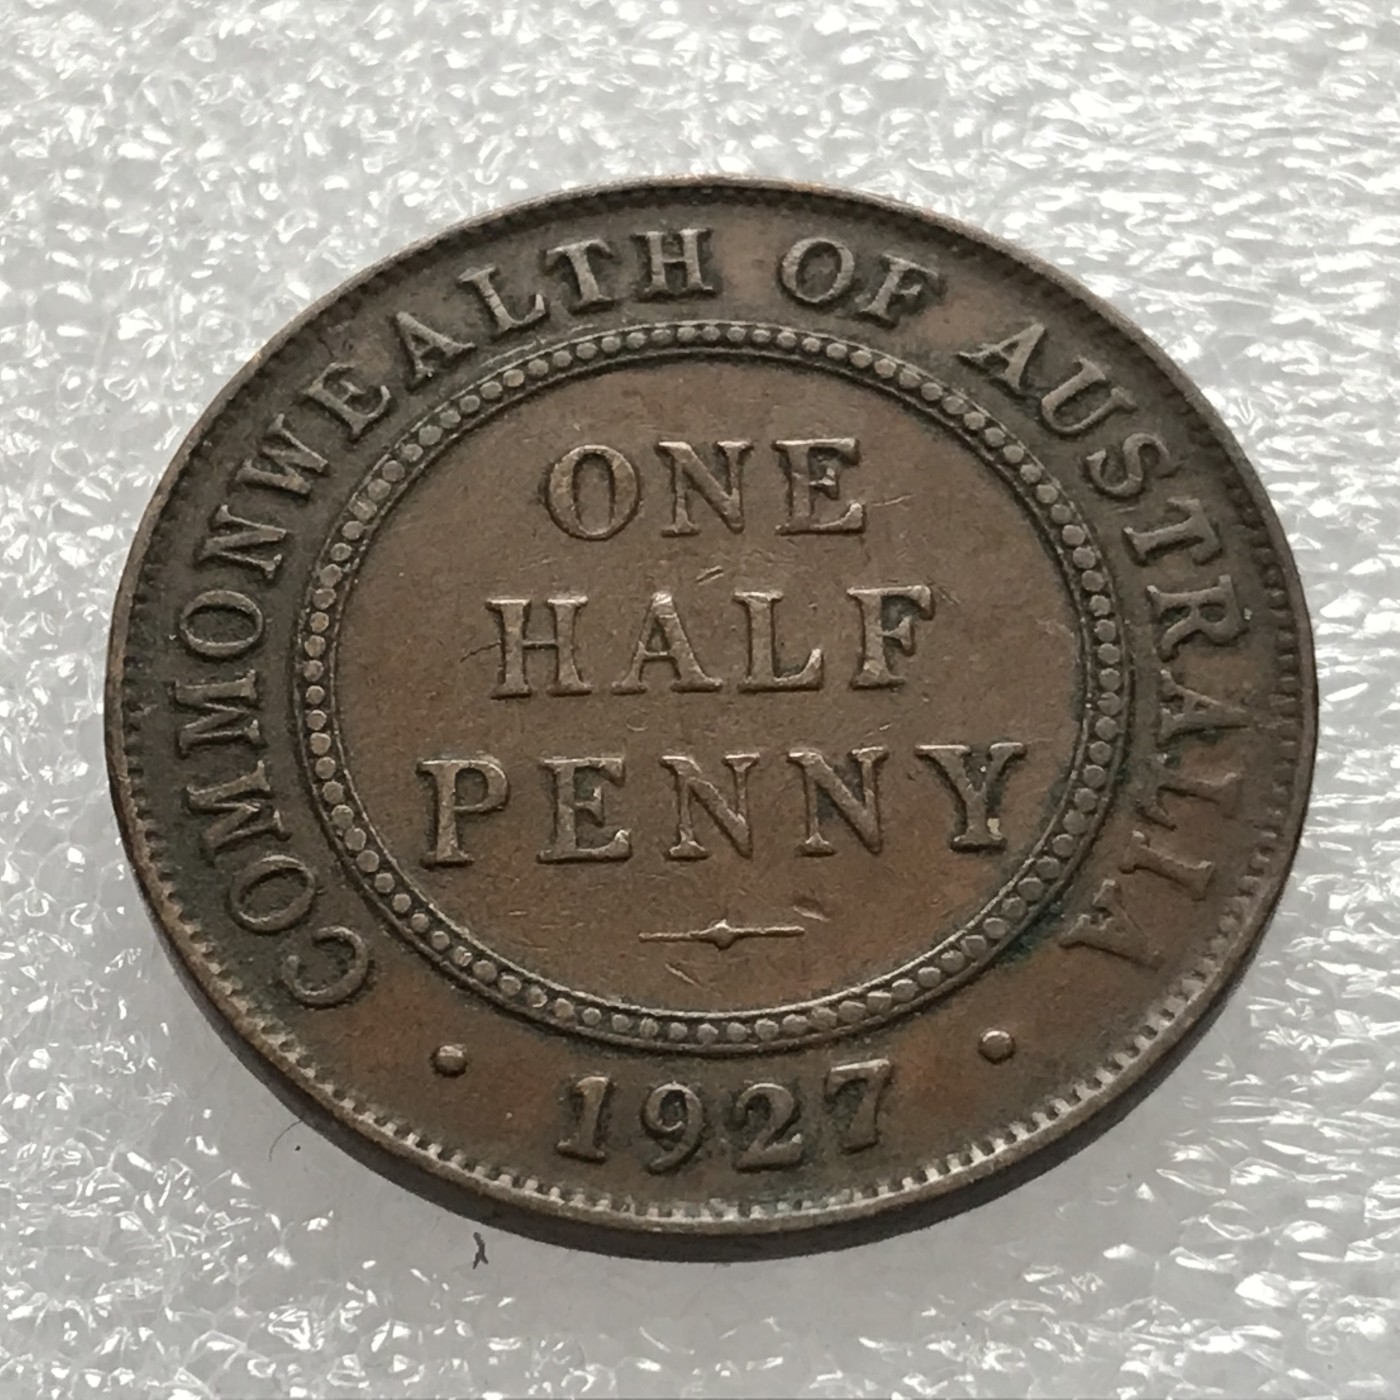 COMMONWEALTH OF AUSTRALIA
ONE
HALF
PENNY
· 1927 ·